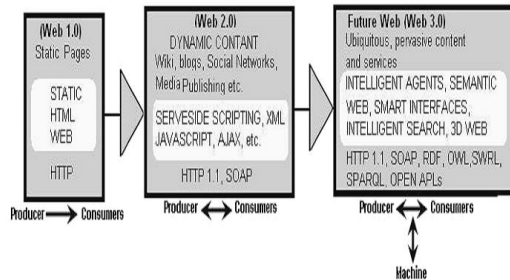 (Web 1.0)
Static Pages
STATIC
HTML
WEB
HTTP
Producer Consumers
(Web 2.0)
DYNAMIC CONTANT
Wiki, blogs, Social Networks,
Media Publishing etc.
SERVESIDE SCRIPTING, XML
JAVASCRIPT, AJAX, etc.
HTTP 1.1, SOAP
Producer Consumers
Future Web (Web 3.0)
Ubiquitous, pervasive content
and services
INTELLIGENT AGENTS, SEMANTIC
WEB, SMART INTERFACES,
INTELLIGENT SEARCH, 3D WEB
HTTP 1.1, SOAP, RDF, OWL,SWRL,
SPARQL, OPEN APLs
Producer Consumers
Machine